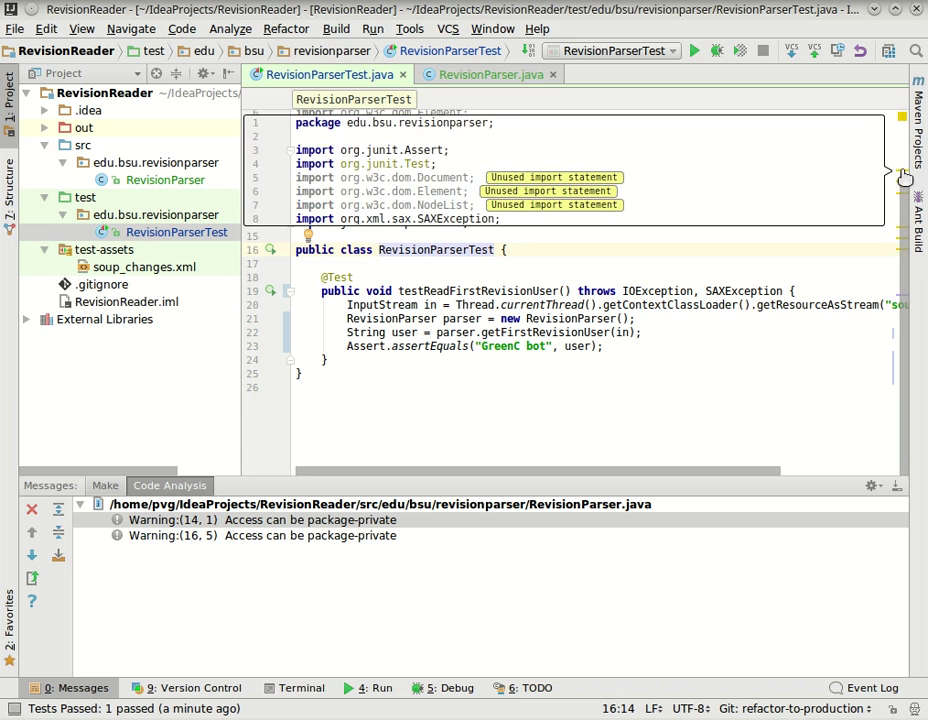 RevisionReader - [~/IdeaProjects/RevisionReader] - [RevisionReader] - ~/IdeaProjects/RevisionReader/test/edu/bsu/revisionparser/RevisionParserTest.java - I...
File Edit View Navigate Code Analyze Refactor Build Run Tools VCS Window Help
RevisionReader test edu bsu revisionparser RevisionParserTest RevisionParserTest VCS VCS
Project RevisionParserTest.java RevisionParser.java
1: Project
7: Structure
2: Favorites
RevisionReader ~/IdeaProjects/
.idea
out
src
edu.bsu.revisionparser
RevisionParser
test
edu.bsu.revisionparser
RevisionParserTest
test-assets
soup_changes.xml
.gitignore
RevisionReader.iml
External Libraries
RevisionParserTest
6 import org.w3c.dom.Element;
1 package edu.bsu.revisionparser;
2
3 import org.junit.Assert;
4 import org.junit.Test;
5 import org.w3c.dom.Document; Unused import statement
6 import org.w3c.dom.Element; Unused import statement
7 import org.w3c.dom.NodeList; Unused import statement
8 import org.xml.sax.SAXException;
15
16 public class RevisionParserTest {
17
18 @Test
19 public void testReadFirstRevisionUser() throws IOException, SAXException {
20 InputStream in = Thread.currentThread().getContextClassLoader().getResourceAsStream("sou
21 RevisionParser parser = new RevisionParser();
22 String user = parser.getFirstRevisionUser(in);
23 Assert.assertEquals("GreenC bot", user);
24 }
25 }
26
Maven Projects
Ant Build
Messages: Make Code Analysis
/home/pvg/IdeaProjects/RevisionReader/src/edu/bsu/revisionparser/RevisionParser.java
Warning:(14, 1) Access can be package-private
Warning:(16, 5) Access can be package-private
0: Messages 9: Version Control Terminal 4: Run 5: Debug 6: TODO Event Log
Tests Passed: 1 passed (a minute ago) 16:14 LF UTF-8 Git: refactor-to-production